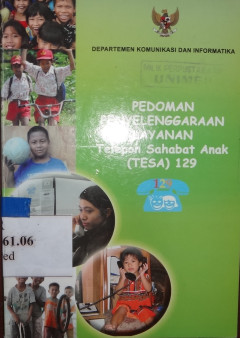 DEPARTEMEN KOMUNIKASI DAN INFORMATIKA
UNIMED
PEDOMAN
PENYELENGGARAAN
LAYANAN
Telepon Sahabat Anak
(TESA) 129
129
61.06
ed